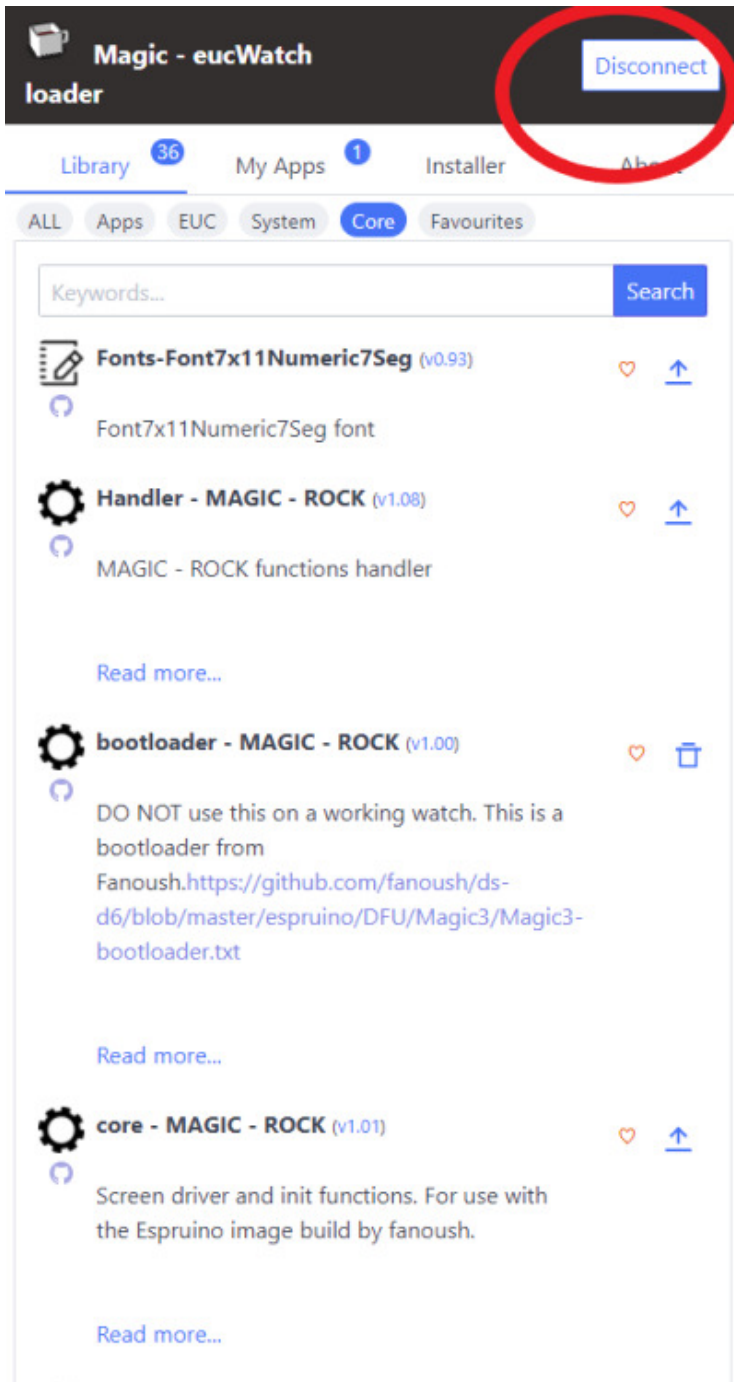 Magic - eucWatch
loader
Disconnect
Library 36 My Apps 1 Installer About
ALL Apps EUC System Core Favourites
Keywords... Search
Fonts-Font7x11Numeric7Seg (v0.93)
Font7x11Numeric7Seg font
Handler - MAGIC - ROCK (v1.08)
MAGIC - ROCK functions handler
Read more...
bootloader - MAGIC - ROCK (v1.00)
DO NOT use this on a working watch. This is a
bootloader from
Fanoush.https://github.com/fanoush/ds-
d6/blob/master/espruino/DFU/Magic3/Magic3-
bootloader.txt
Read more...
core - MAGIC - ROCK (v1.01)
Screen driver and init functions. For use with
the Espruino image build by fanoush.
Read more...